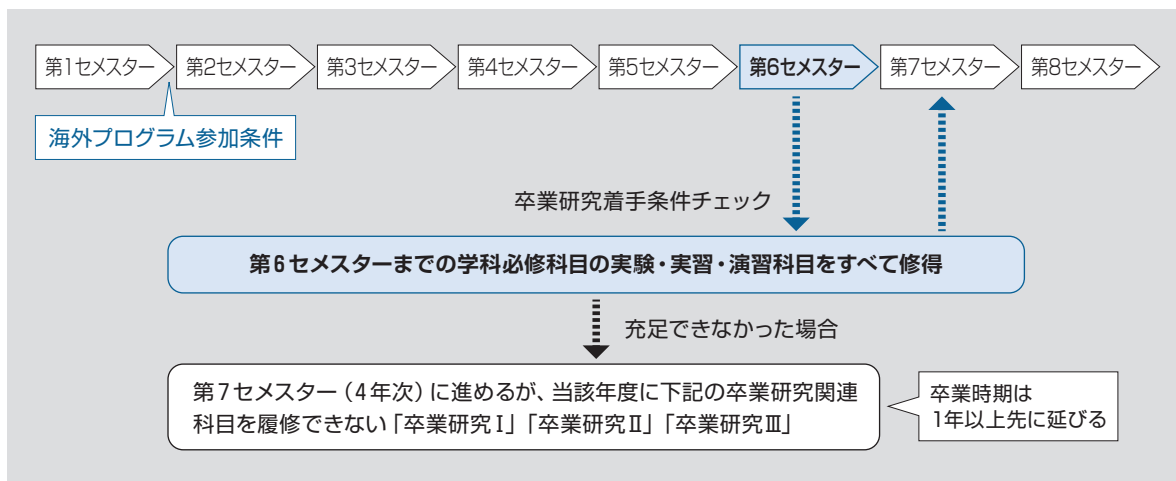 第1セメスター
第2セメスター
第3セメスター
第4セメスター
第5セメスター
第6セメスター
第7セメスター
第8セメスター
海外プログラム参加条件
卒業研究着手条件チェック
第6セメスターまでの学科必修科目の実験・実習・演習科目をすべて修得
充足できなかった場合
第7セメスター（4年次）に進めるが、当該年度に下記の卒業研究関連
科目を履修できない「卒業研究Ⅰ」「卒業研究Ⅱ」「卒業研究Ⅲ」
卒業時期は
1年以上先に延びる